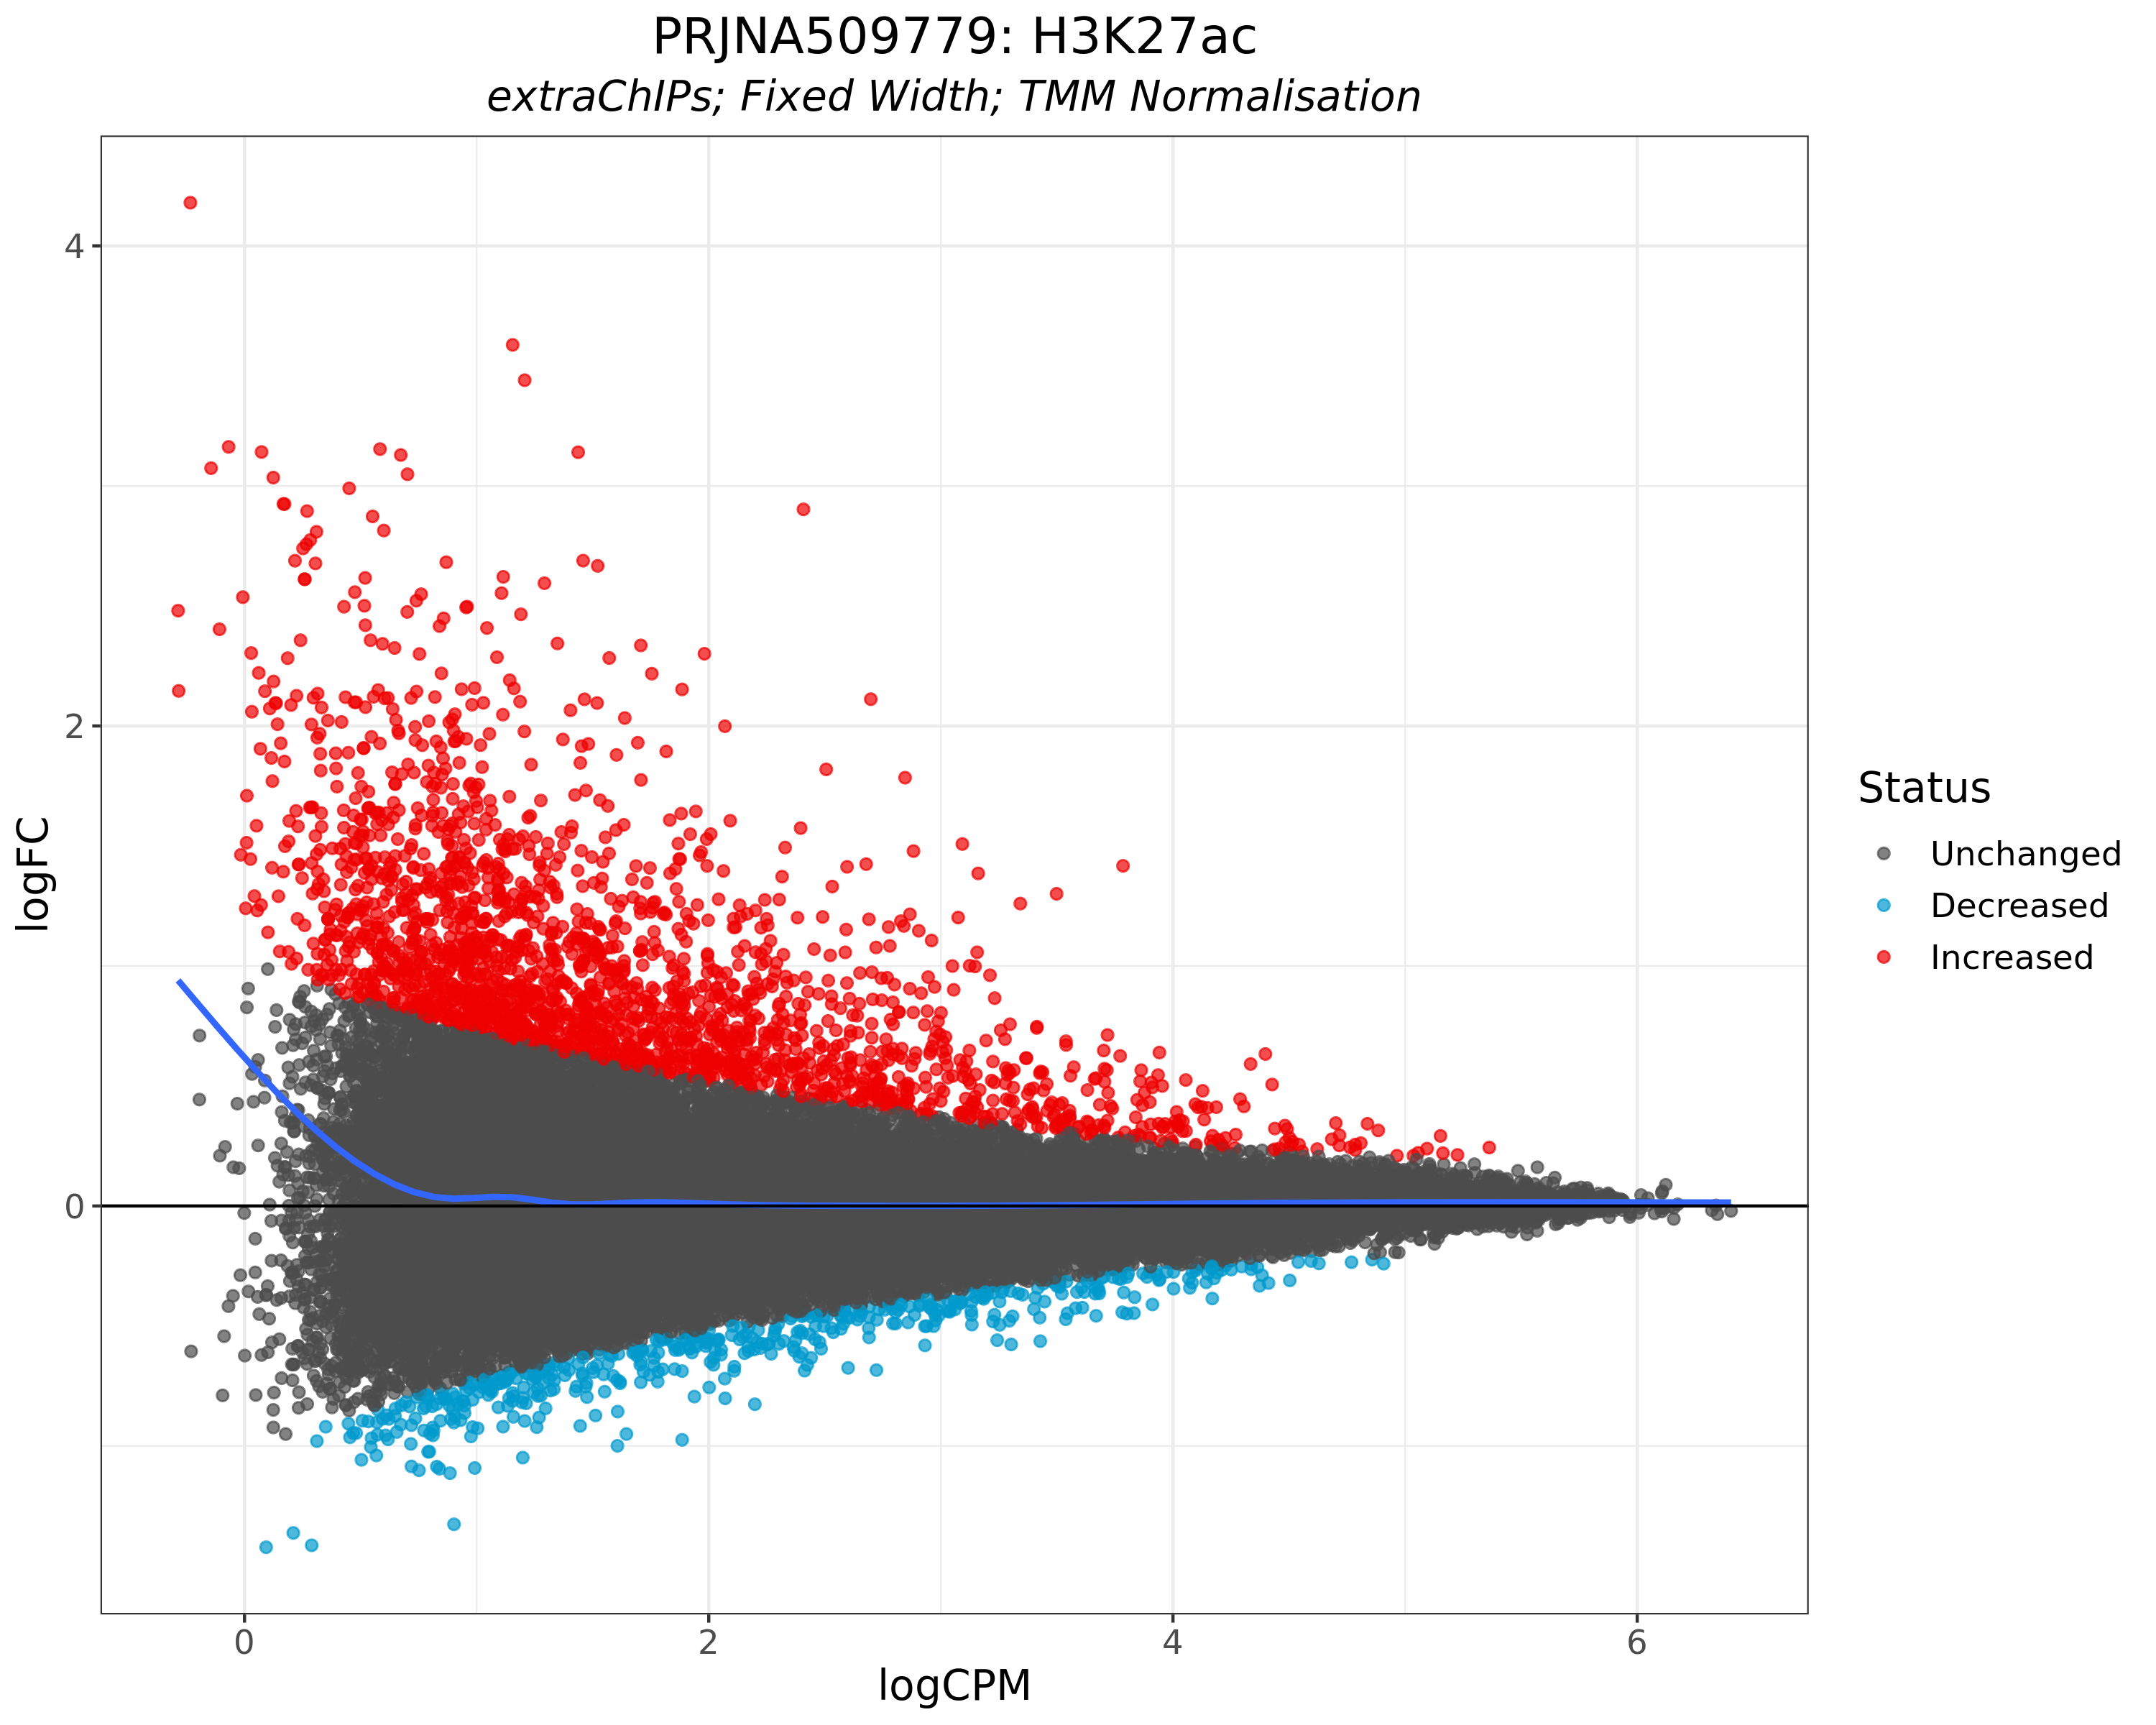 PRJNA509779: H3K27ac
extraChIPs; Fixed Width; TMM Normalisation
4
2
0
logFC
0 2 4 6
logCPM
Status
Unchanged
Decreased
Increased